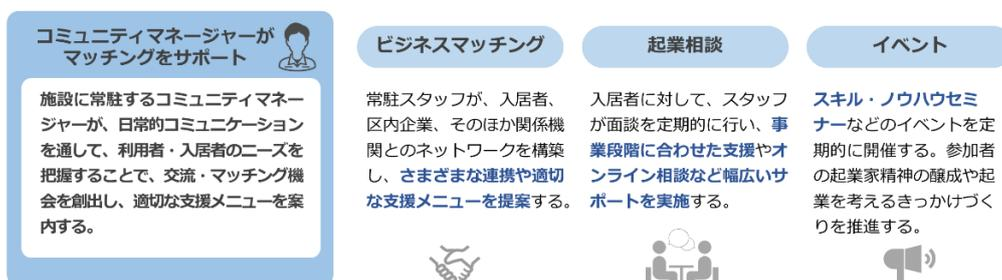 コミュニティマネージャーが
マッチングをサポート
施設に常駐するコミュニティマネー
ジャーが、日常的コミュニケーション
を通して、利用者・入居者のニーズを
把握することで、交流・マッチング機
会を創出し、適切な支援メニューを案
内する。
ビジネスマッチング
常駐スタッフが、入居者、
区内企業、そのほか関係機
関とのネットワークを構築
し、さまざまな連携や適切
な支援メニューを提案する。
起業相談
入居者に対して、スタッフ
が面談を定期的に行い、事
業段階に合わせた支援やオ
ンライン相談など幅広いサ
ポートを実施する。
イベント
スキル・ノウハウセミ
ナーなどのイベントを定
期的に開催する。参加者
の起業家精神の醸成や起
業を考えるきっかけづく
りを推進する。